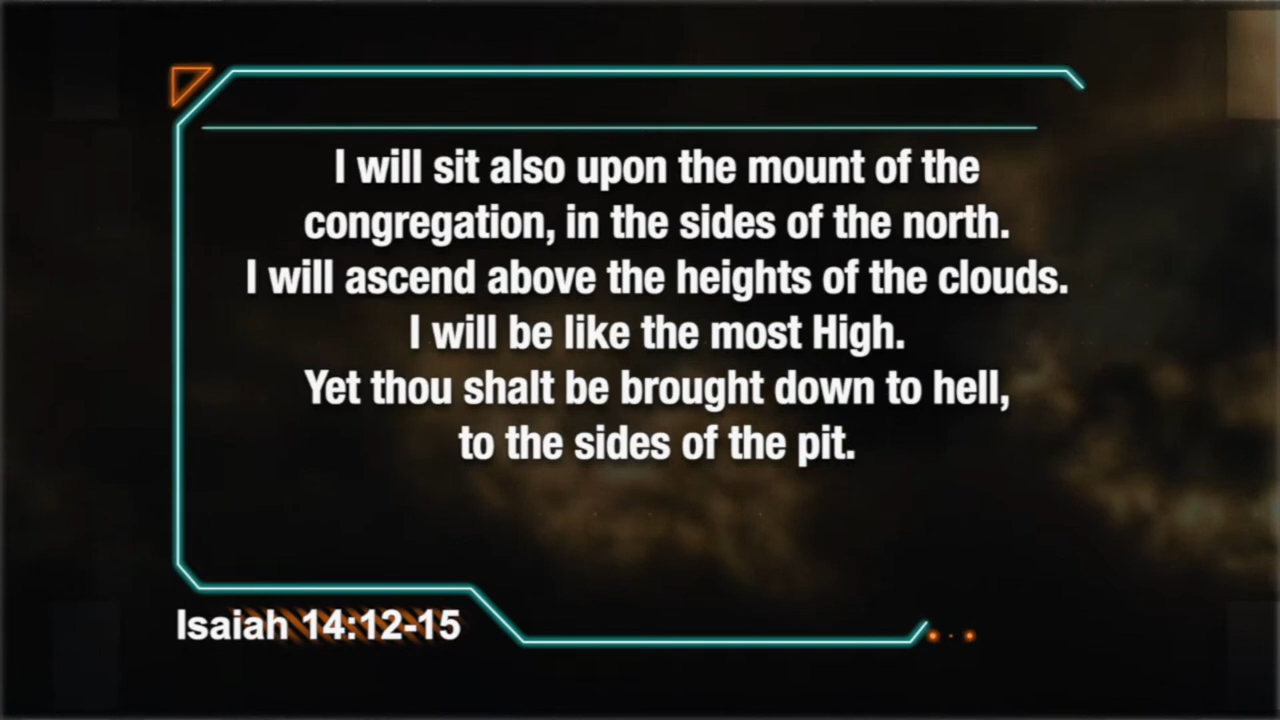 I will sit also upon the mount of the
congregation, in the sides of the north.
I will ascend above the heights of the clouds.
I will be like the most High.
Yet thou shalt be brought down to hell,
to the sides of the pit.
Isaiah 14:12-15